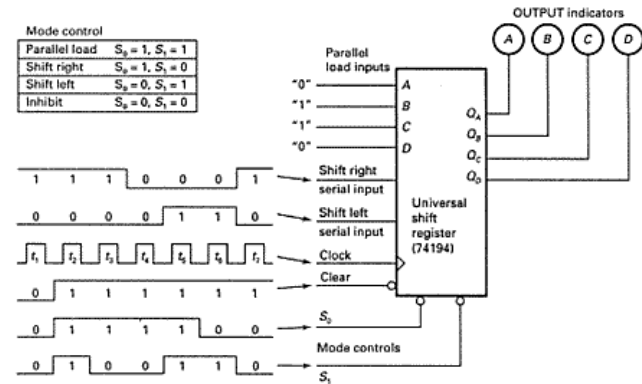 OUTPUT indicators
A B C D
Mode control
Parallel load S₀ = 1, S₁ = 1
Shift right S₀ = 1, S₁ = 0
Shift left S₀ = 0, S₁ = 1
Inhibit S₀ = 0, S₁ = 0
Parallel
load inputs
"0" A
"1" B
"1" C
"0" D
Q_A
Q_B
Q_C
Q_D
1 1 1 0 0 0 1
Shift right
serial input
0 0 0 0 1 1 0
Shift left
serial input
Universal
shift
register
(74194)
t₁ t₂ t₃ t₄ t₅ t₆ t₇
Clock
0 1 1 1 1 1 1
Clear
0 1 1 1 1 0 0
S₀
Mode controls
0 1 0 0 1 1 0
S₁